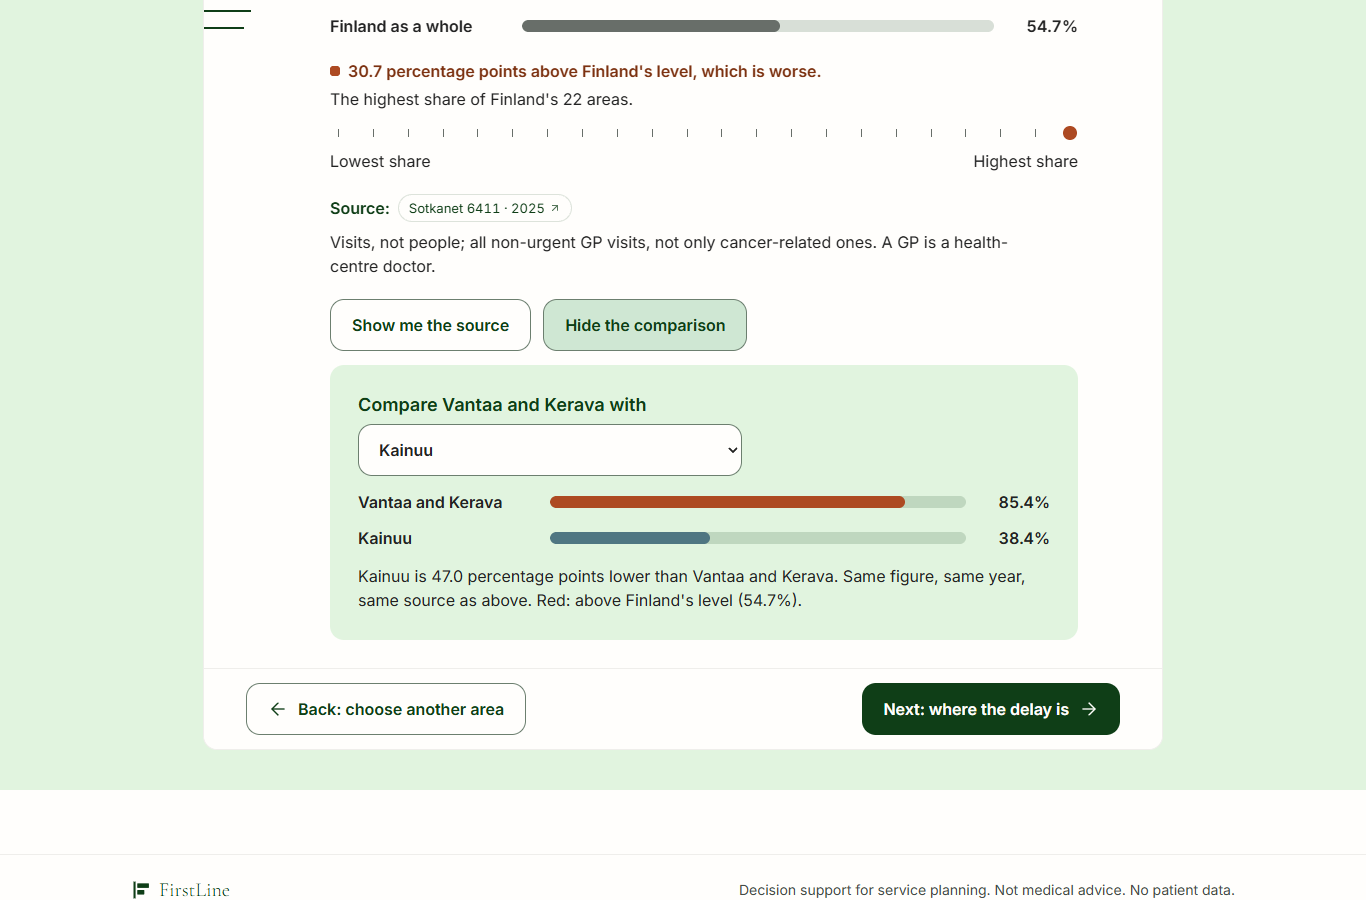 Finland as a whole 54.7%
30.7 percentage points above Finland's level, which is worse.
The highest share of Finland's 22 areas.
Lowest share Highest share
Source: Sotkanet 6411 · 2025 ↗
Visits, not people; all non-urgent GP visits, not only cancer-related ones. A GP is a health-
centre doctor.
Show me the source Hide the comparison
Compare Vantaa and Kerava with
Kainuu
Vantaa and Kerava 85.4%
Kainuu 38.4%
Kainuu is 47.0 percentage points lower than Vantaa and Kerava. Same figure, same year,
same source as above. Red: above Finland's level (54.7%).
← Back: choose another area Next: where the delay is →
FirstLine Decision support for service planning. Not medical advice. No patient data.